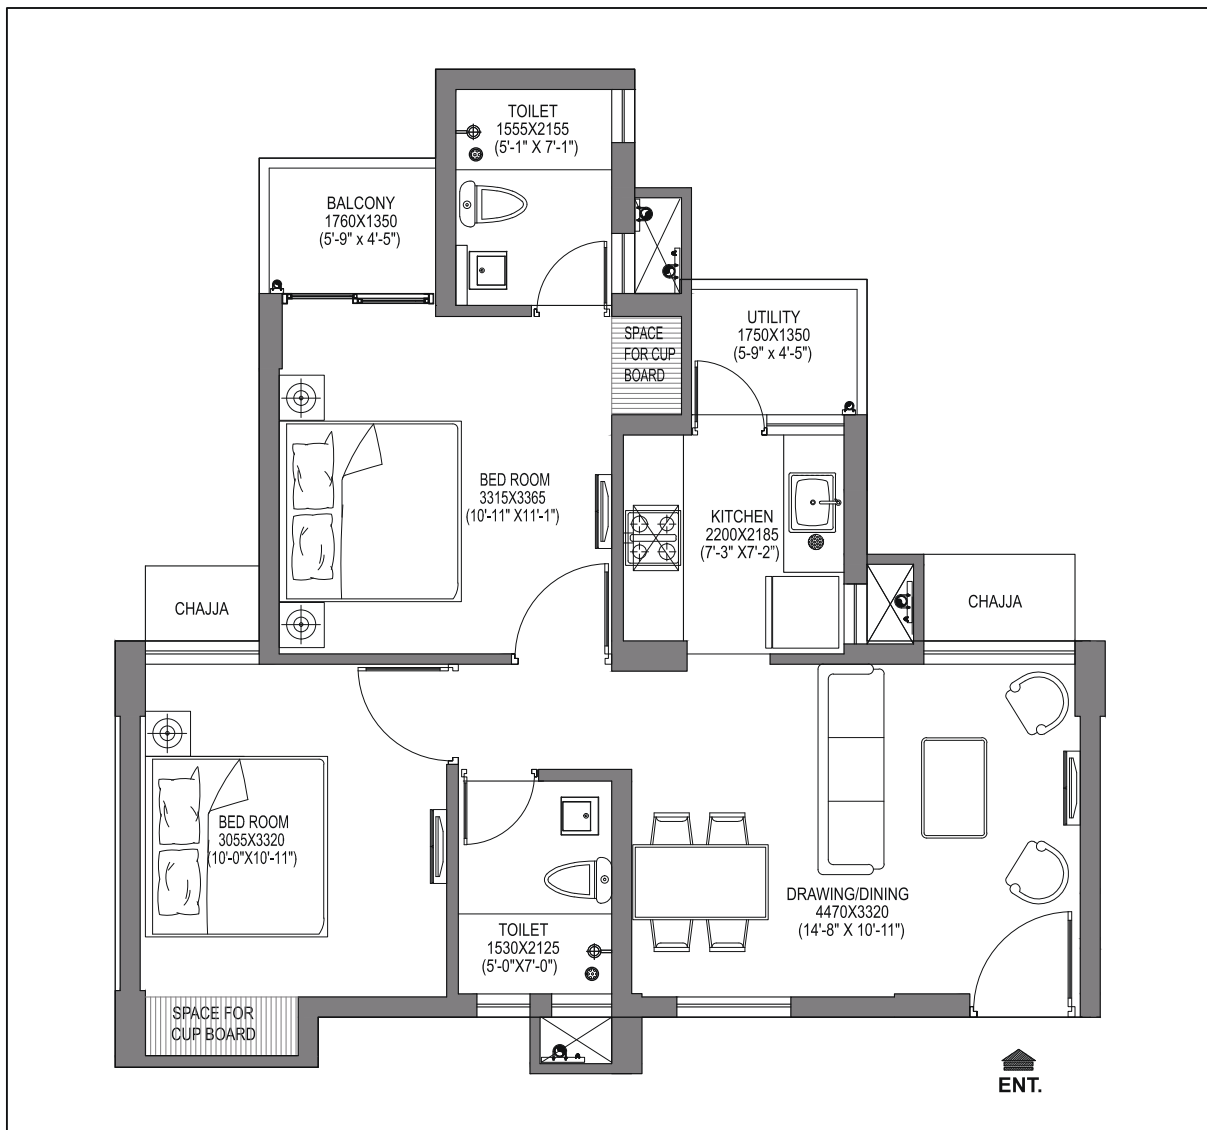 TOILET
1555X2155
(5'-1" X 7'-1")
BALCONY
1760X1350
(5'-9" x 4'-5")
SPACE
FOR CUP
BOARD
UTILITY
1750X1350
(5-9" x 4'-5")
BED ROOM
3315X3365
(10'-11" X11'-1")
KITCHEN
2200X2185
(7'-3" X7'-2")
CHAJJA
CHAJJA
BED ROOM
3055X3320
(10'-0"X10'-11")
DRAWING/DINING
4470X3320
(14'-8" X 10'-11")
TOILET
1530X2125
(5'-0"X7'-0")
SPACE FOR
CUP BOARD
ENT.